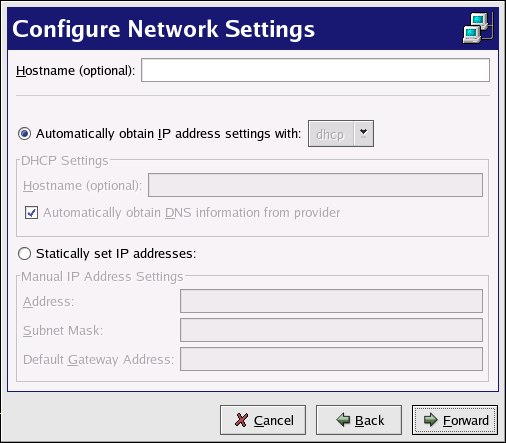 Configure Network Settings
Hostname (optional):
Automatically obtain IP address settings with: dhcp
DHCP Settings
Hostname (optional):
Automatically obtain DNS information from provider
Statically set IP addresses:
Manual IP Address Settings
Address:
Subnet Mask:
Default Gateway Address:
Cancel Back Forward